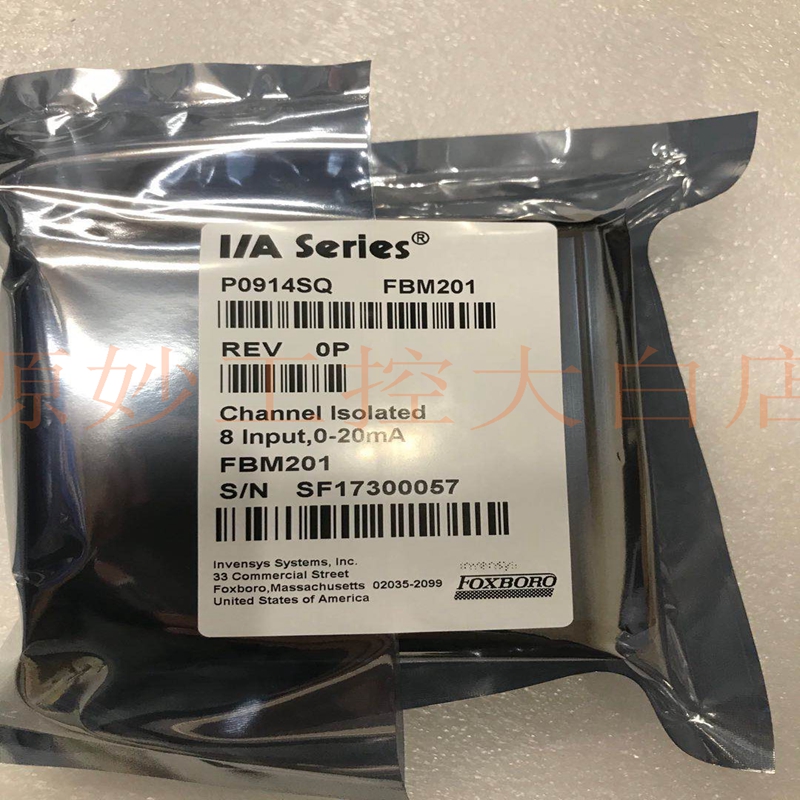 I/A Series®
P0914SQ FBM201
REV 0P
Channel Isolated
8 Input,0-20mA
FBM201
S/N SF17300057
Invensys Systems, Inc.
33 Commercial Street
Foxboro,Massachusetts 02035-2099
United States of America
invensys
FOXBORO
原妙工控大白店